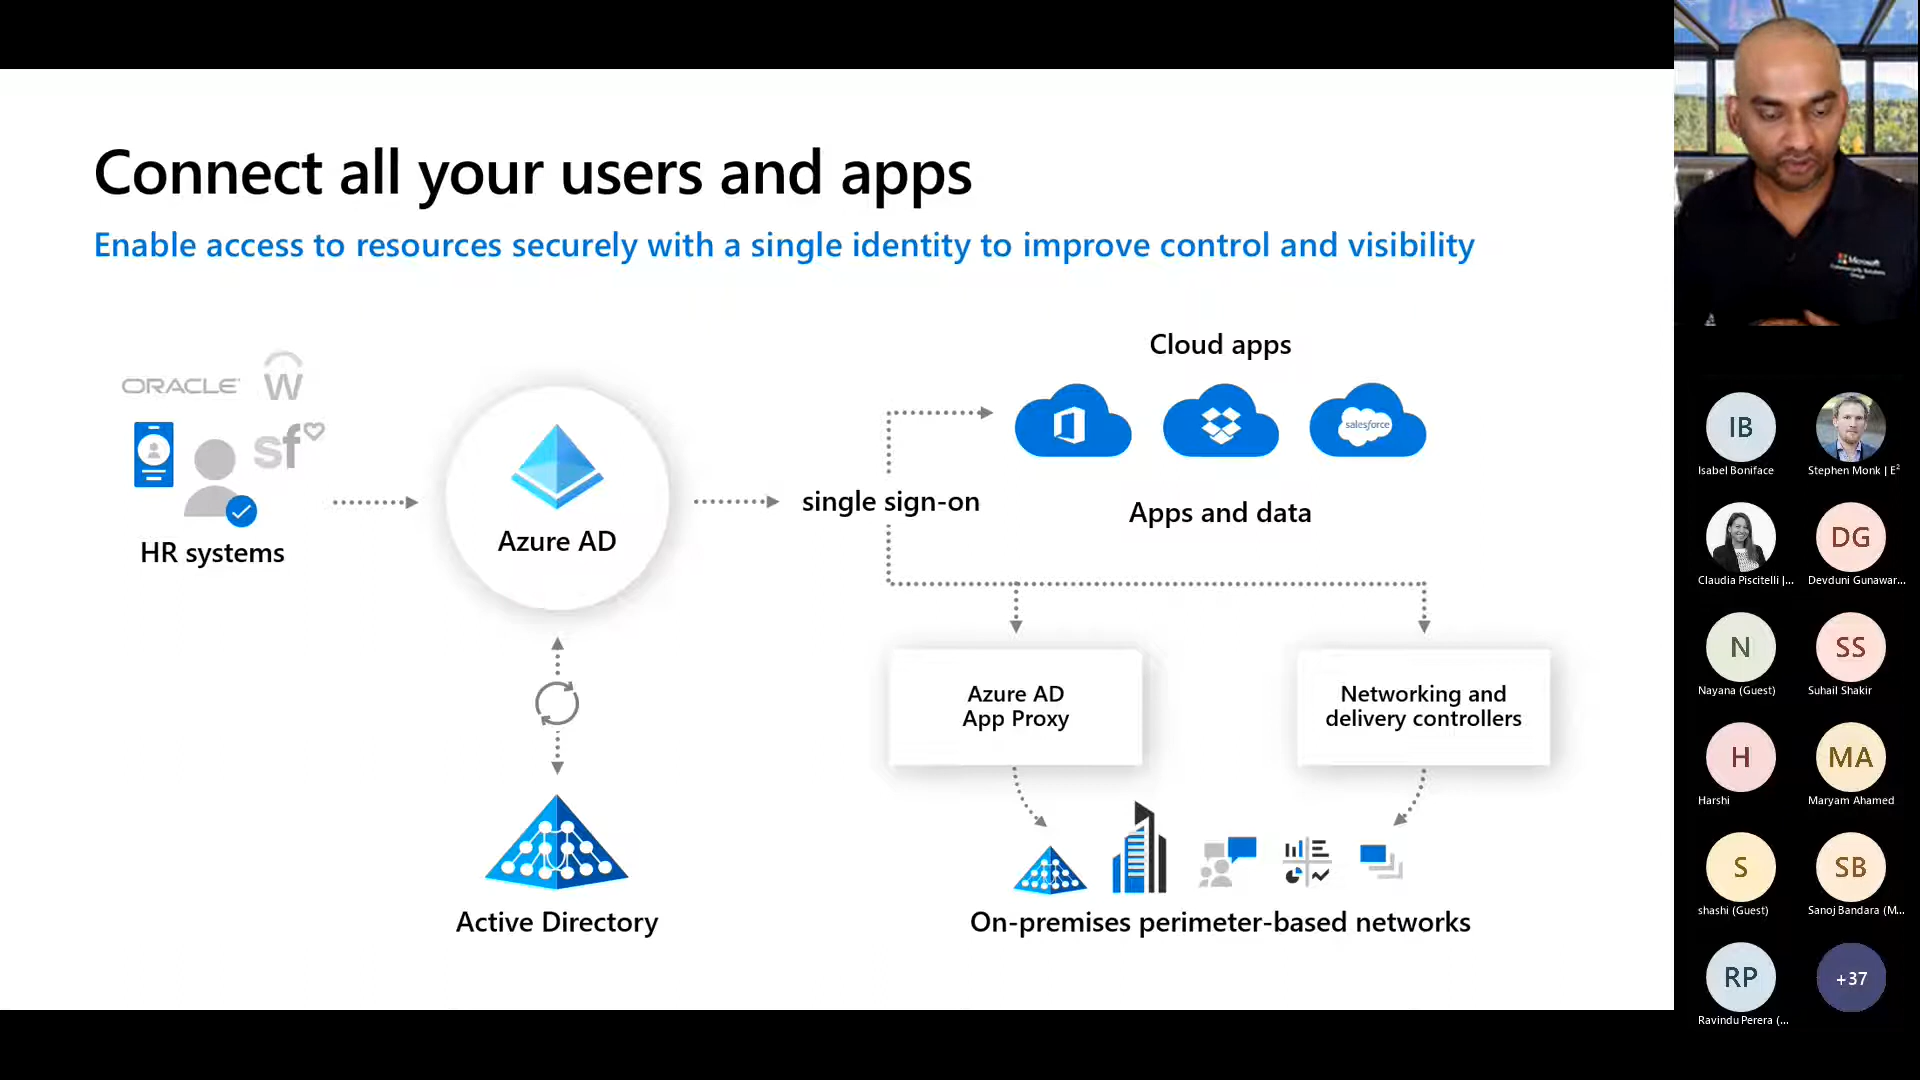 Connect all your users and apps
Enable access to resources securely with a single identity to improve control and visibility
ORACLE
W
sf
HR systems
Azure AD
Active Directory
single sign-on
Cloud apps
salesforce
Apps and data
Azure AD
App Proxy
Networking and
delivery controllers
On-premises perimeter-based networks
Microsoft
IB
Isabel Boniface
Stephen Monk | E²
Claudia Piscitelli |...
DG
Devduni Gunawar...
N
Nayana (Guest)
SS
Suhail Shakir
H
Harshi
MA
Maryam Ahamed
S
shashi (Guest)
SB
Sanoj Bandara (M...
RP
Ravindu Perera (...
+37